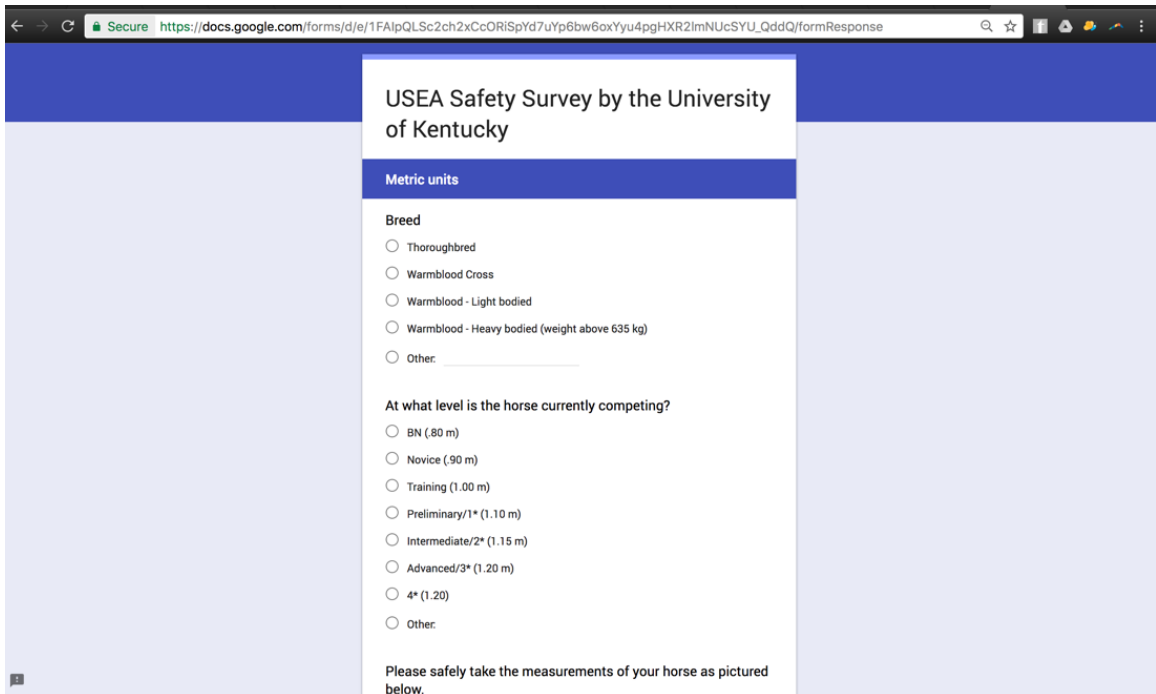 Secure https://docs.google.com/forms/d/e/1FAIpQLSc2ch2xCcORiSpYd7uYp6bw6oxYyu4pgHXR2lmNUcSYU_QddQ/formResponse
USEA Safety Survey by the University
of Kentucky
Metric units
Breed
Thoroughbred
Warmblood Cross
Warmblood - Light bodied
Warmblood - Heavy bodied (weight above 635 kg)
Other:
At what level is the horse currently competing?
BN (.80 m)
Novice (.90 m)
Training (1.00 m)
Preliminary/1* (1.10 m)
Intermediate/2* (1.15 m)
Advanced/3* (1.20 m)
4* (1.20)
Other:
Please safely take the measurements of your horse as pictured
below.